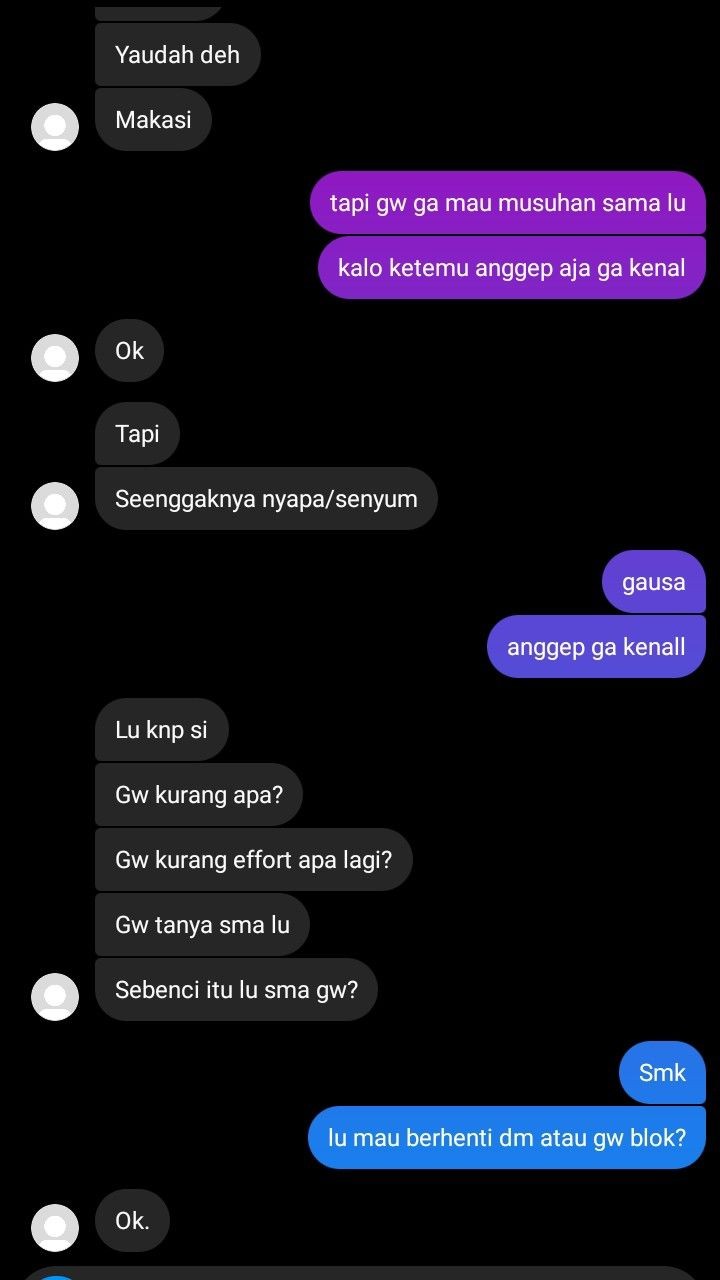 Yaudah deh
Makasi
tapi gw ga mau musuhan sama lu
kalo ketemu anggep aja ga kenal
Ok
Tapi
Seenggaknya nyapa/senyum
gausa
anggep ga kenall
Lu knp si
Gw kurang apa?
Gw kurang effort apa lagi?
Gw tanya sma lu
Sebenci itu lu sma gw?
Smk
lu mau berhenti dm atau gw blok?
Ok.